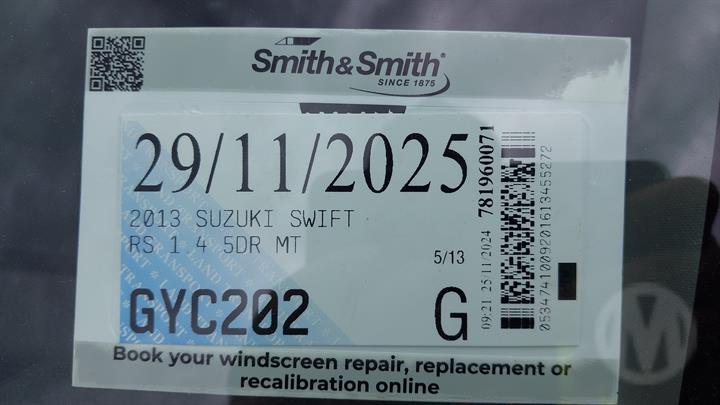 Smith&Smith®
SINCE 1875
29/11/2025
2013 SUZUKI SWIFT
RS 1 4 5DR MT
5/13
GYC202
G
09:21 25/11/2024 781960071
0534741009201613455272
Book your windscreen repair, replacement or
recalibration online
M